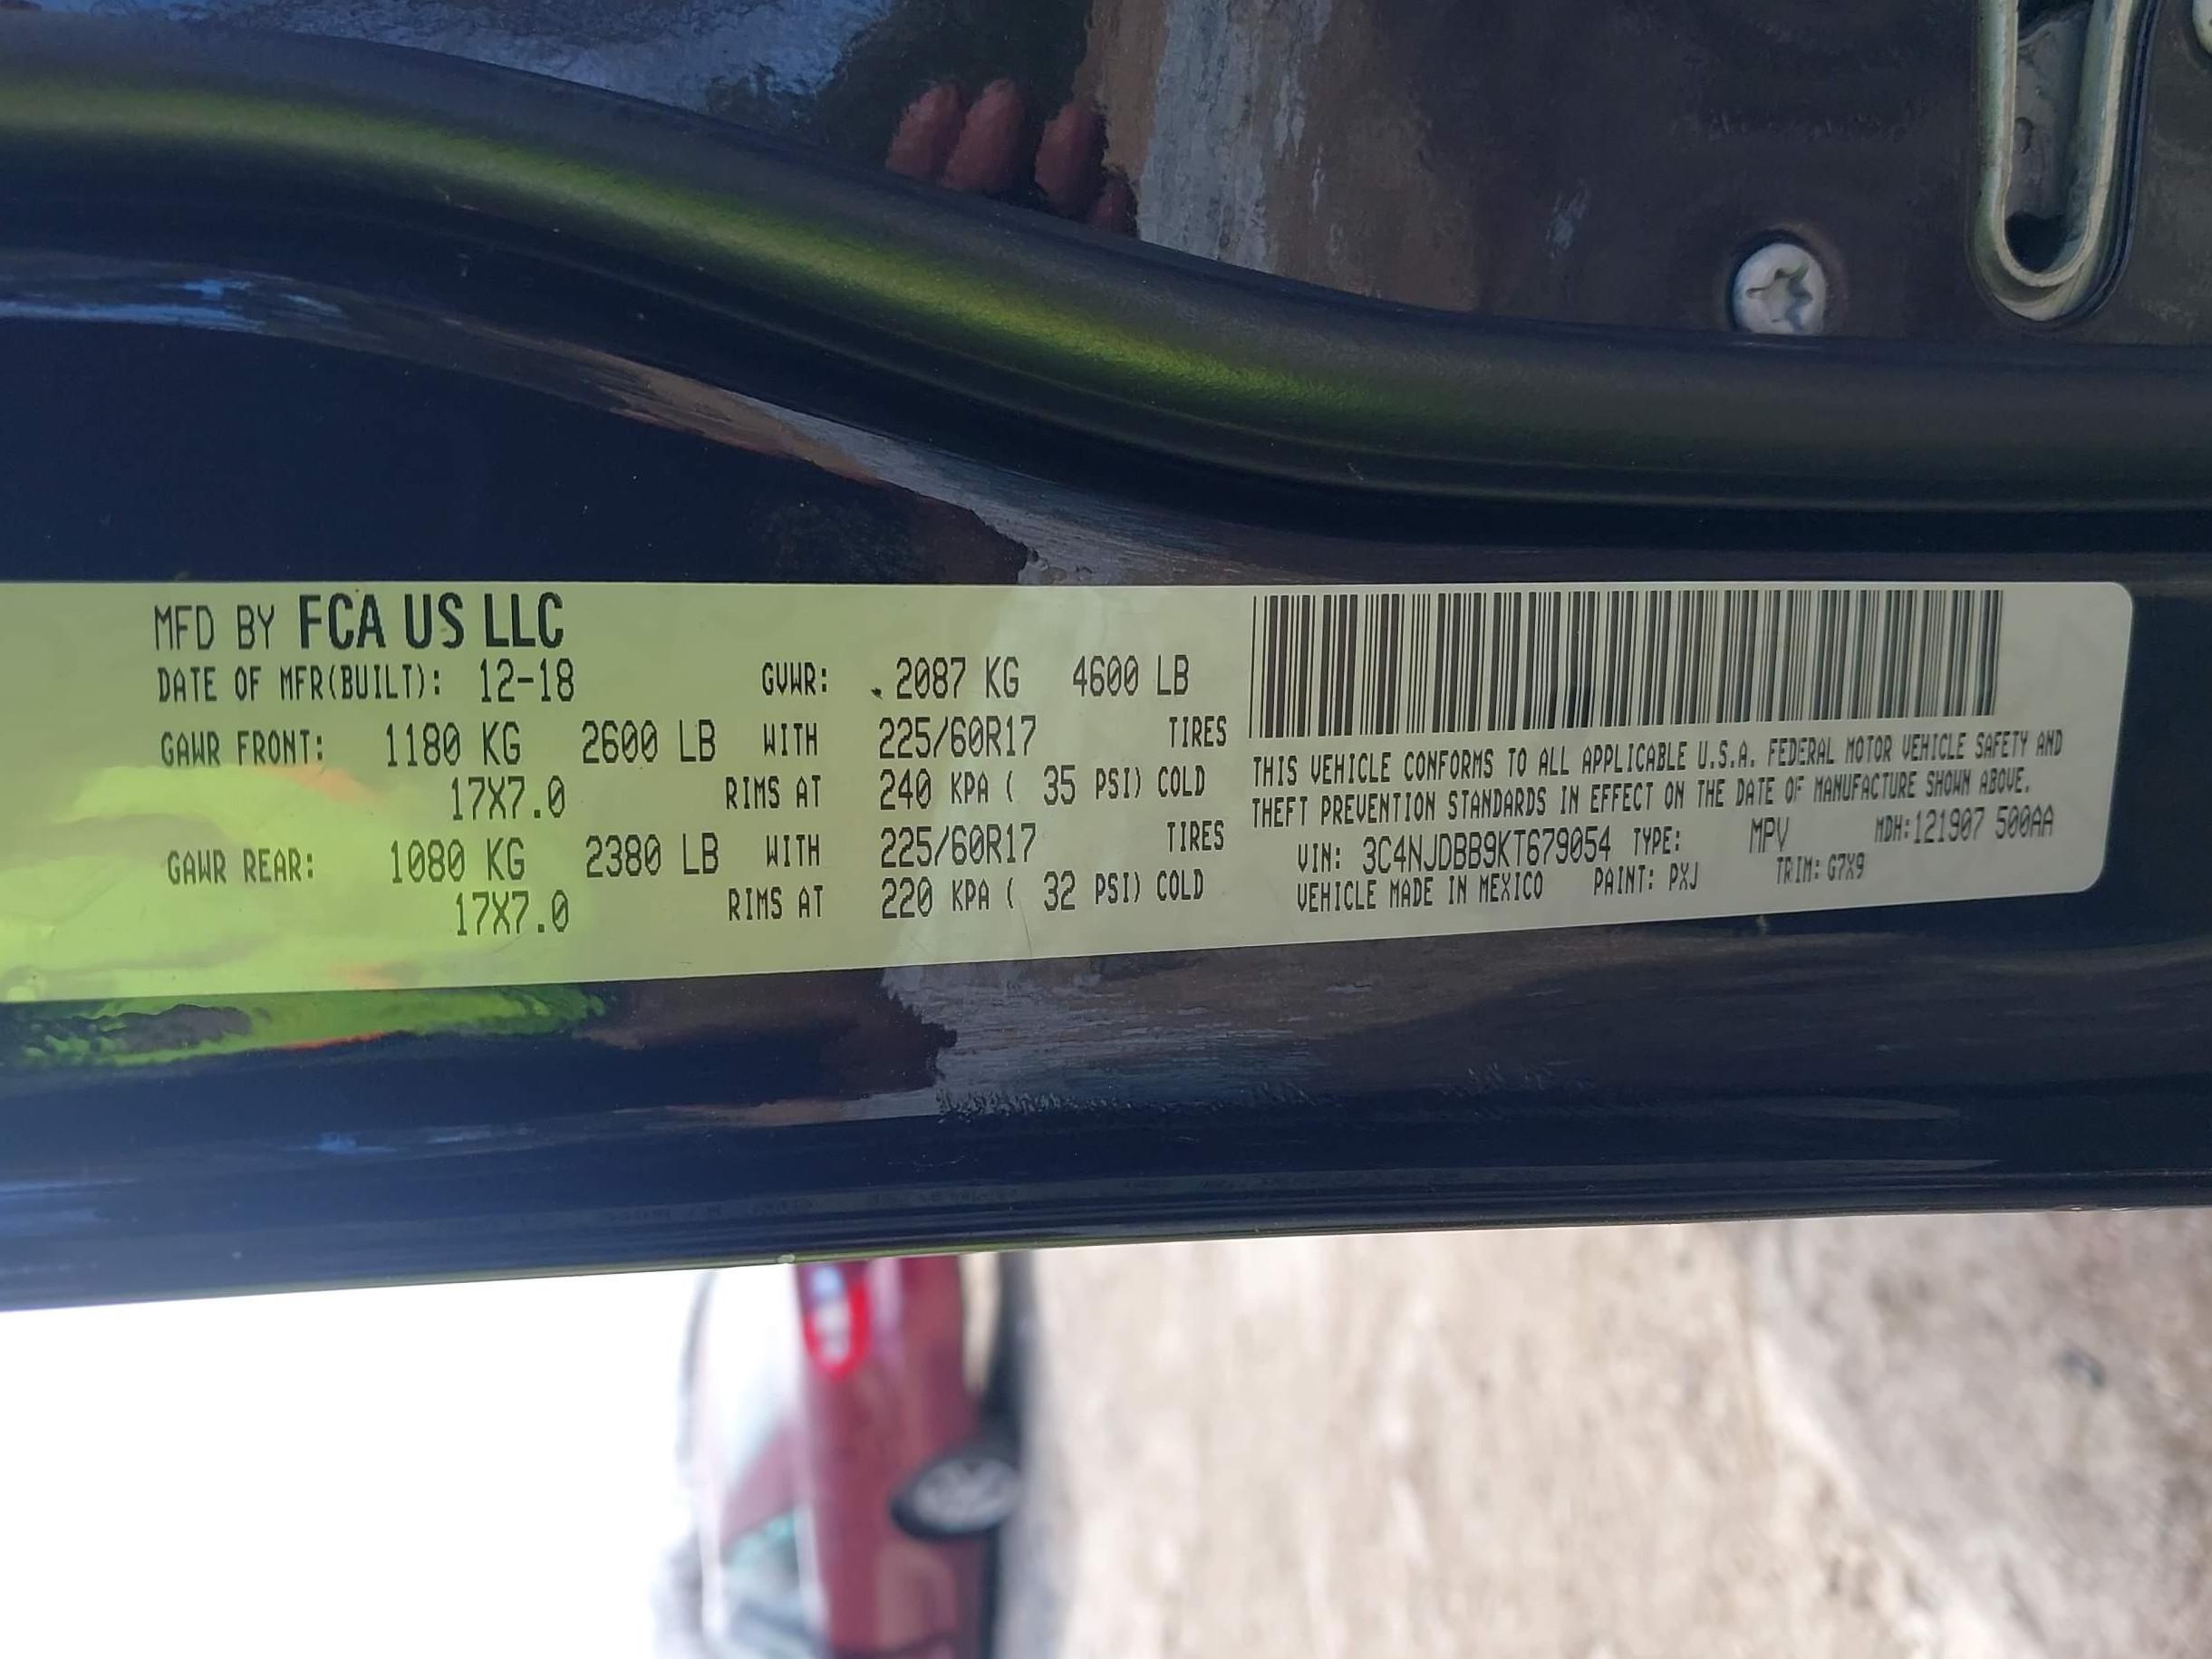 MFD BY FCA US LLC
DATE OF MFR(BUILT): 12-18 GVWR: 2087 KG 4600 LB
GAWR FRONT: 1180 KG 2600 LB WITH 225/60R17 TIRES
17X7.0 RIMS AT 240 KPA ( 35 PSI) COLD
GAWR REAR: 1080 KG 2380 LB WITH 225/60R17 TIRES
17X7.0 RIMS AT 220 KPA ( 32 PSI) COLD
THIS VEHICLE CONFORMS TO ALL APPLICABLE U.S.A. FEDERAL MOTOR VEHICLE SAFETY AND
THEFT PREVENTION STANDARDS IN EFFECT ON THE DATE OF MANUFACTURE SHOWN ABOVE.
VIN: 3C4NJDBB9KT679054 TYPE: MPV MDH:121907 500AA
VEHICLE MADE IN MEXICO PAINT: PXJ TRIM: G7X9